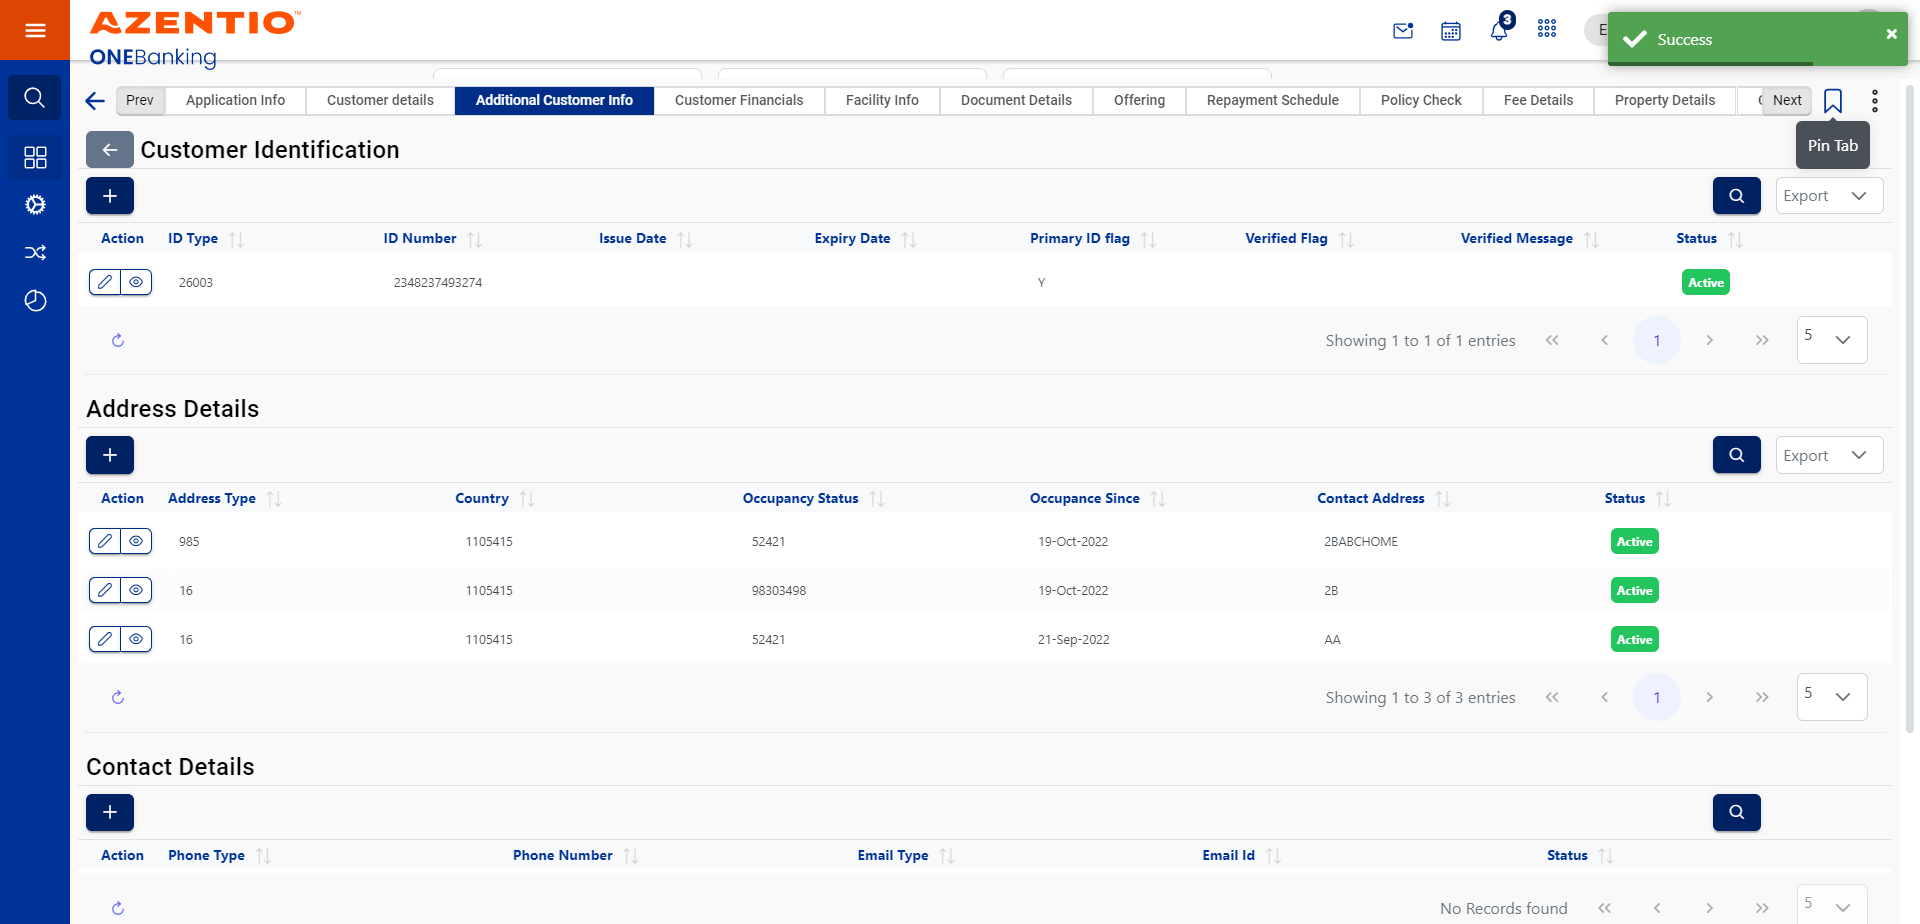 AZENTIO™
ONEBanking
3
E
Success
Prev
Application Info
Customer details
Additional Customer Info
Customer Financials
Facility Info
Document Details
Offering
Repayment Schedule
Policy Check
Fee Details
Property Details
Next
Pin Tab
Customer Identification
Export
Action ID Type ID Number Issue Date Expiry Date Primary ID flag Verified Flag Verified Message Status
26003 2348237493274 Y Active
Showing 1 to 1 of 1 entries 1 5
Address Details
Export
Action Address Type Country Occupancy Status Occupance Since Contact Address Status
985 1105415 52421 19-Oct-2022 2BABCHOME Active
16 1105415 98303498 19-Oct-2022 2B Active
16 1105415 52421 21-Sep-2022 AA Active
Showing 1 to 3 of 3 entries 1 5
Contact Details
Action Phone Type Phone Number Email Type Email Id Status
No Records found 5